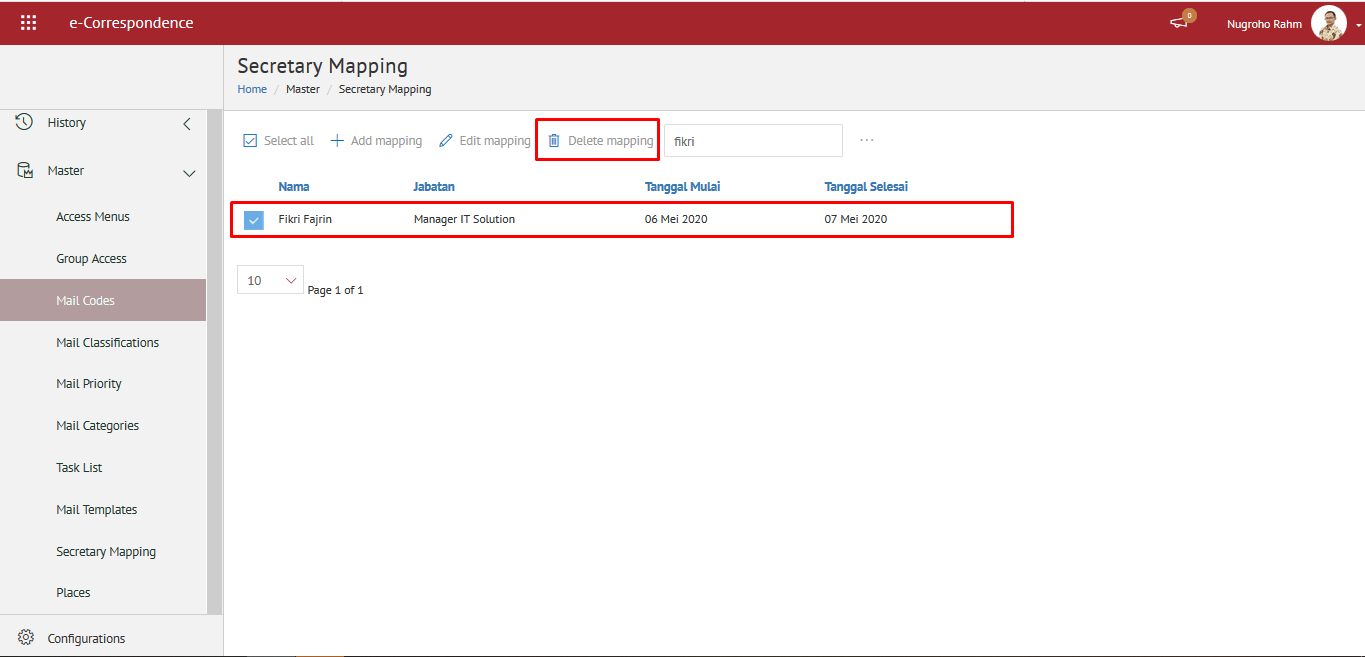 e-Correspondence
0
Nugroho Rahm
Secretary Mapping
Home / Master / Secretary Mapping
History
Master
Access Menus
Group Access
Mail Codes
Mail Classifications
Mail Priority
Mail Categories
Task List
Mail Templates
Secretary Mapping
Places
Configurations
Select all Add mapping Edit mapping Delete mapping fikri ...
Nama Jabatan Tanggal Mulai Tanggal Selesai
Fikri Fajrin Manager IT Solution 06 Mei 2020 07 Mei 2020
10 Page 1 of 1